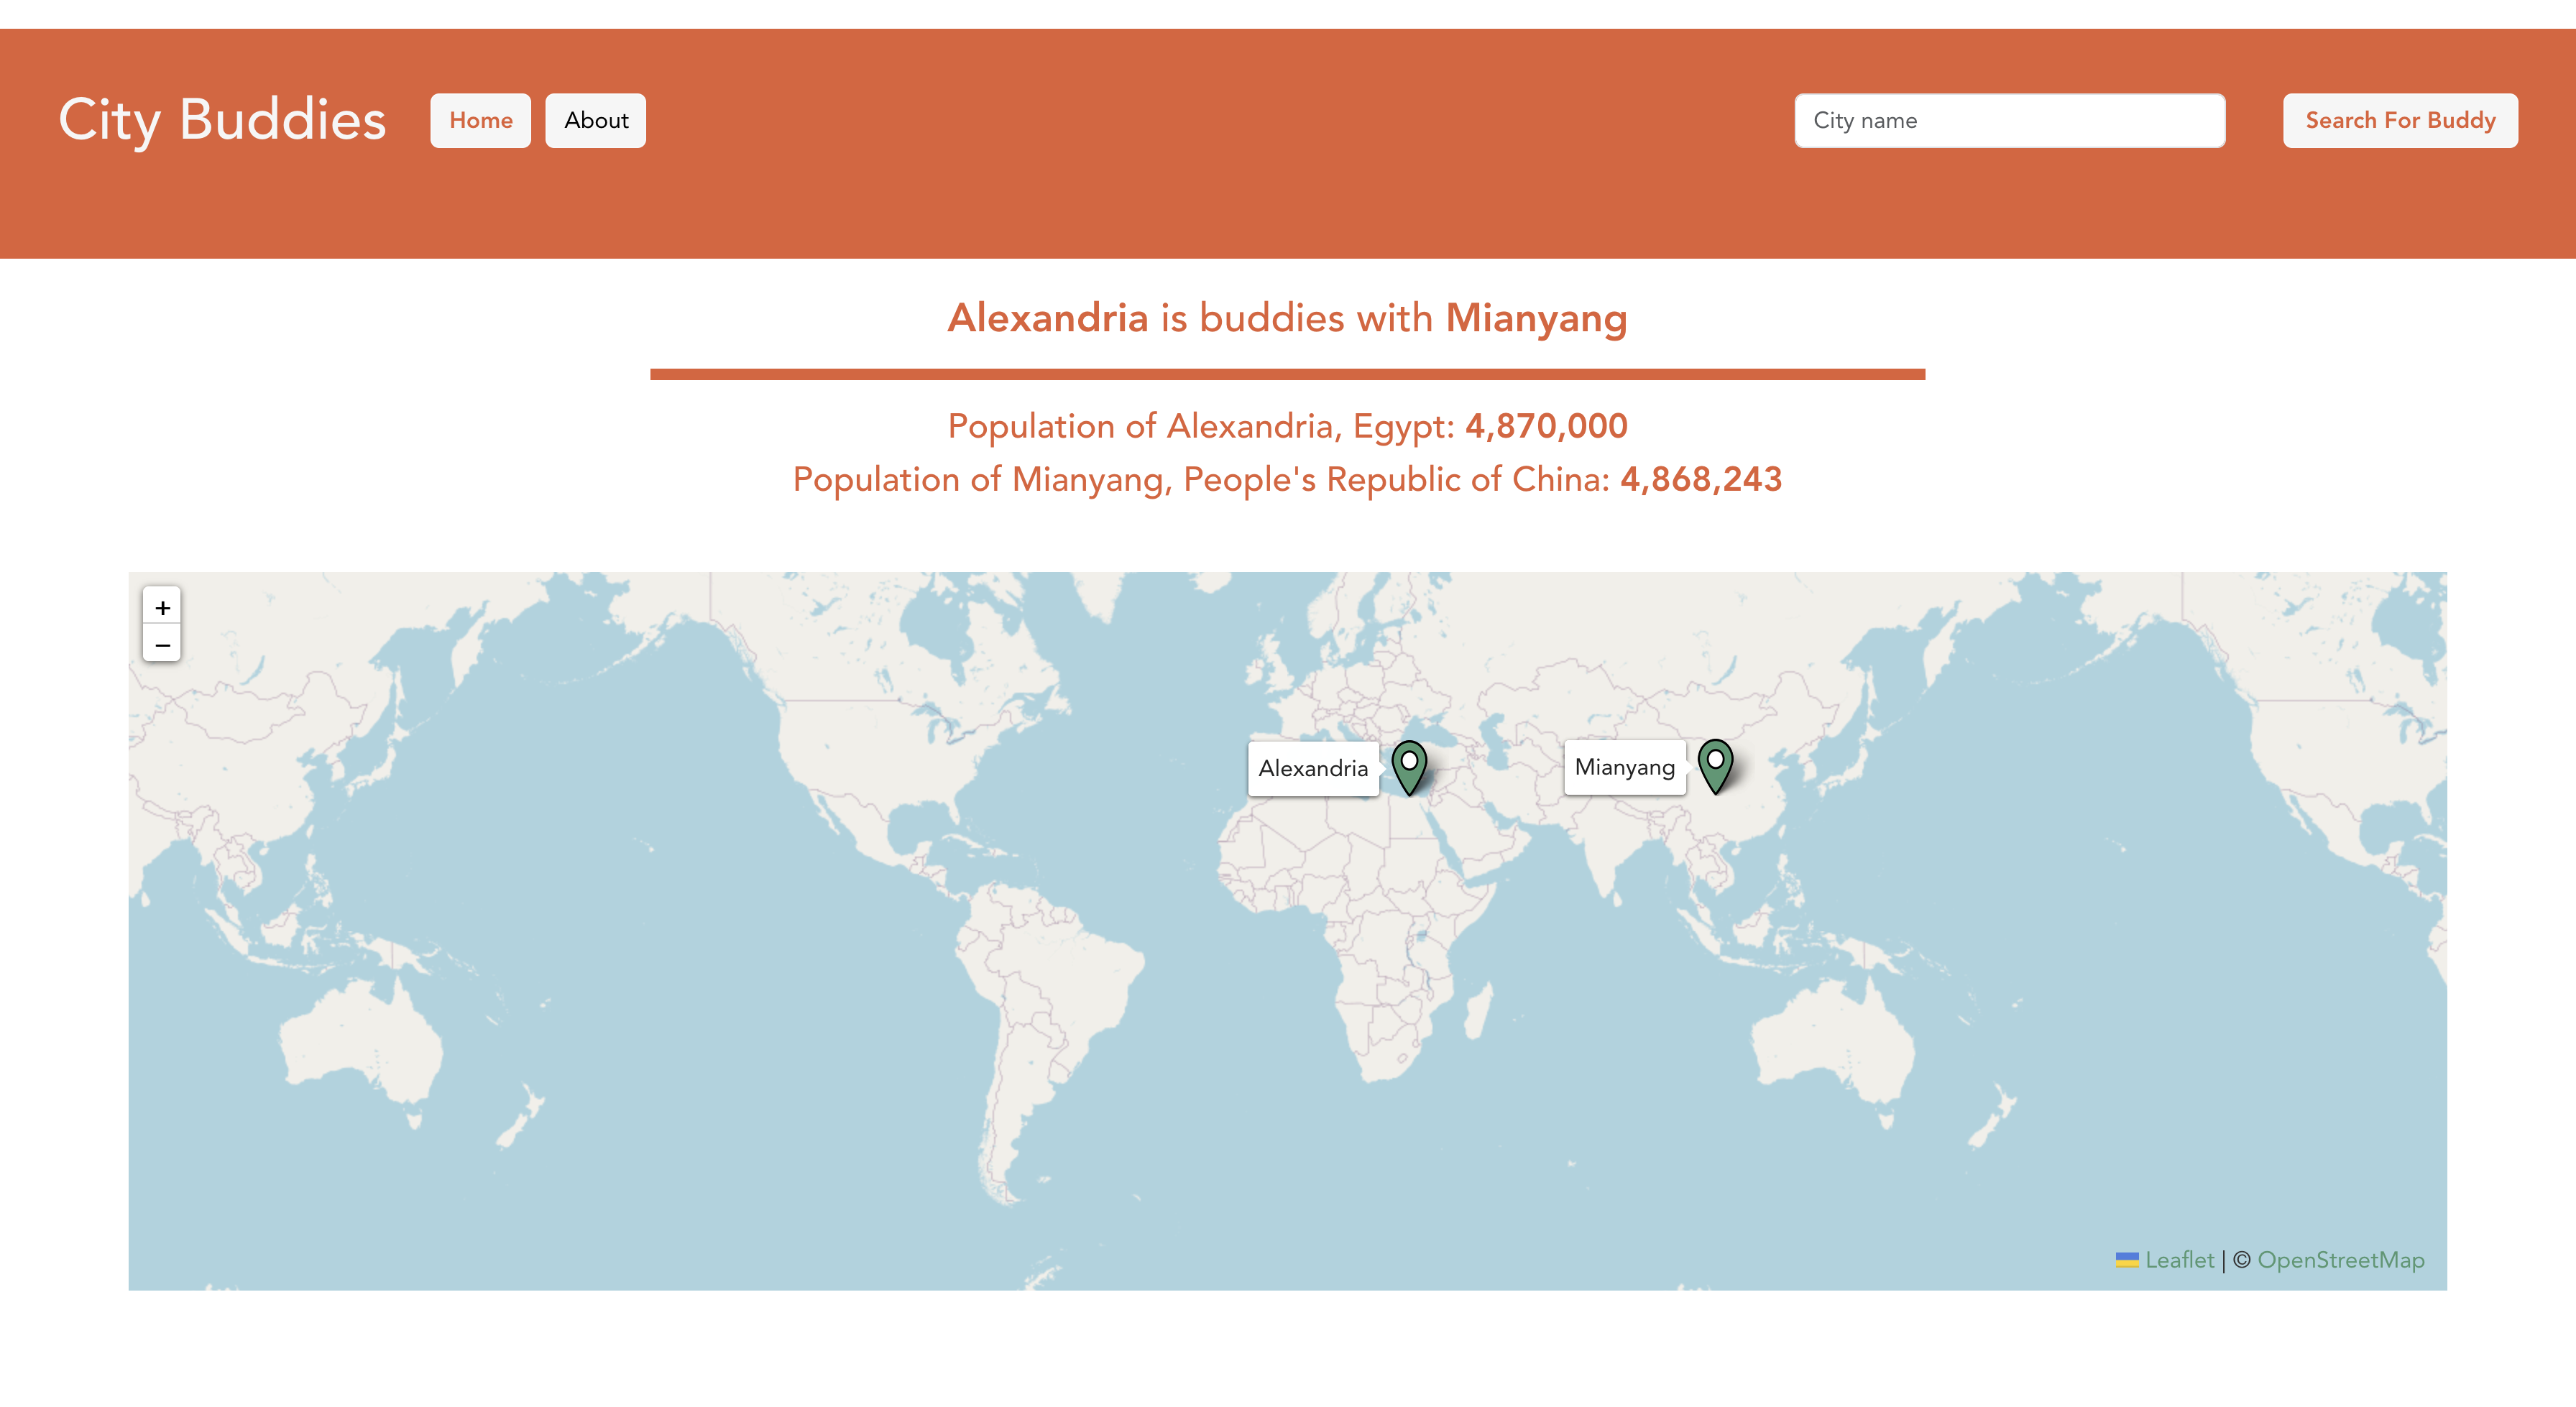 City Buddies
Home
About
City name
Search For Buddy
Alexandria is buddies with Mianyang
Population of Alexandria, Egypt: 4,870,000
Population of Mianyang, People's Republic of China: 4,868,243
+
−
Alexandria
Mianyang
Leaflet | © OpenStreetMap